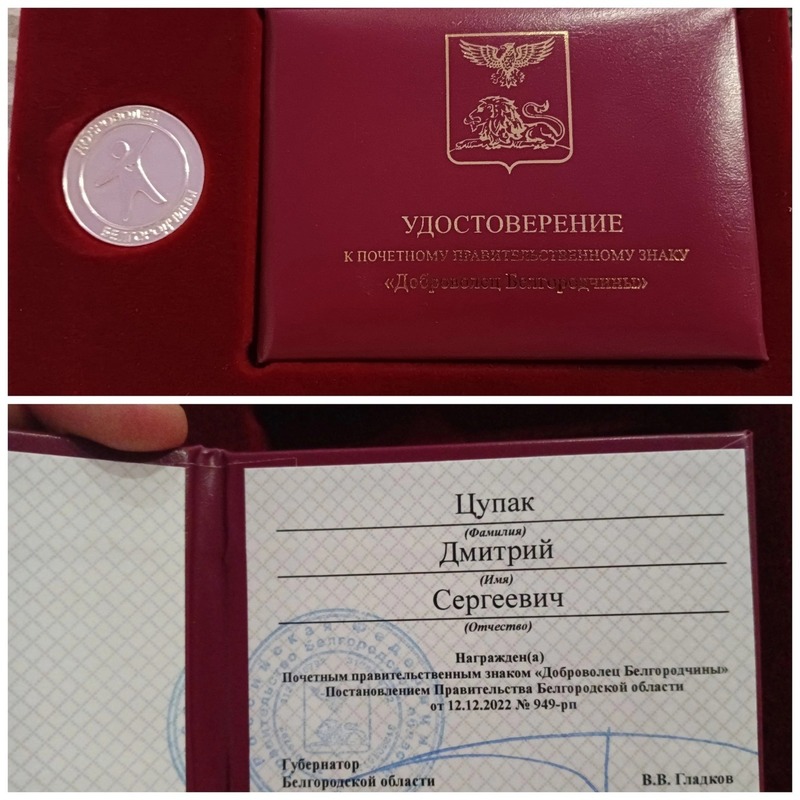 ДОБРОВОЛЕЦ
БЕЛГОРОДЧИНЫ
УДОСТОВЕРЕНИЕ
К ПОЧЕТНОМУ ПРАВИТЕЛЬСТВЕННОМУ ЗНАКУ
«Доброволец Белгородчины»
Цупак
(Фамилия)
Дмитрий
(Имя)
Сергеевич
(Отчество)
Награжден(а)
Почетным правительственным знаком «Доброволец Белгородчины»
Постановлением Правительства Белгородской области
от 12.12.2022 № 949-рп
Губернатор
Белгородской области
В.В. Гладков